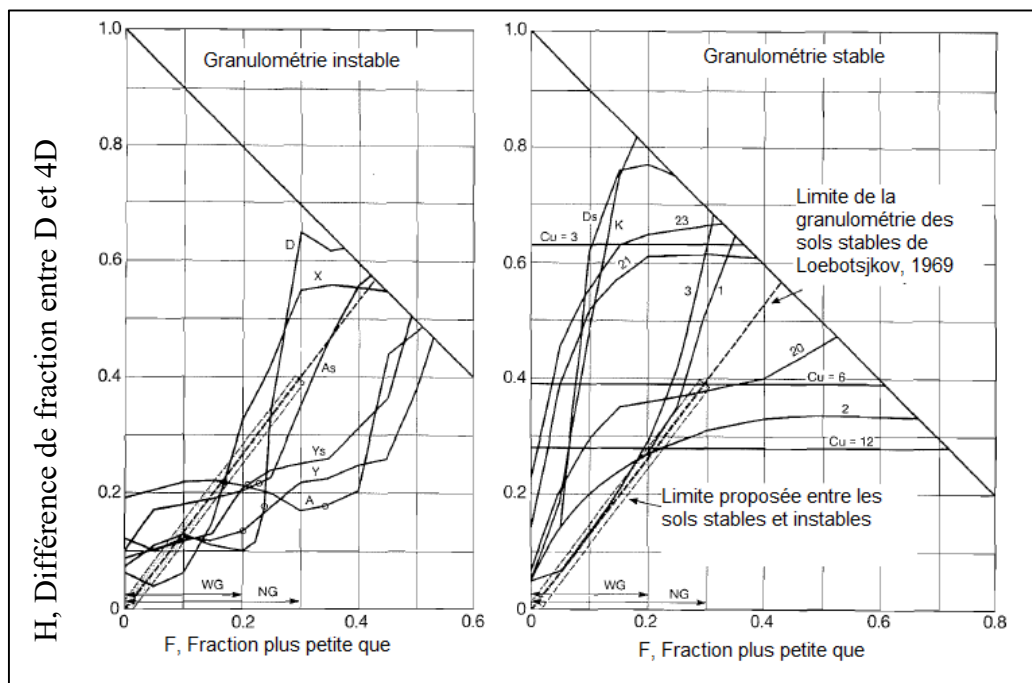 H, Différence de fraction entre D et 4D
1.0
0.8
0.6
0.4
0.2
0
Granulométrie instable
D
X
As
Ys
Y
A
WG
NG
0
0.2
0.4
0.6
F, Fraction plus petite que
1.0
0.8
0.6
0.4
0.2
0
Granulométrie stable
Limite de la
granulométrie des
sols stables de
Loebotsjkov, 1969
Ds
K
23
Cu = 3
21
3
1
20
Cu = 6
2
Cu = 12
Limite proposée entre les
sols stables et instables
WG
NG
0
0.2
0.4
0.6
0.8
F, Fraction plus petite que